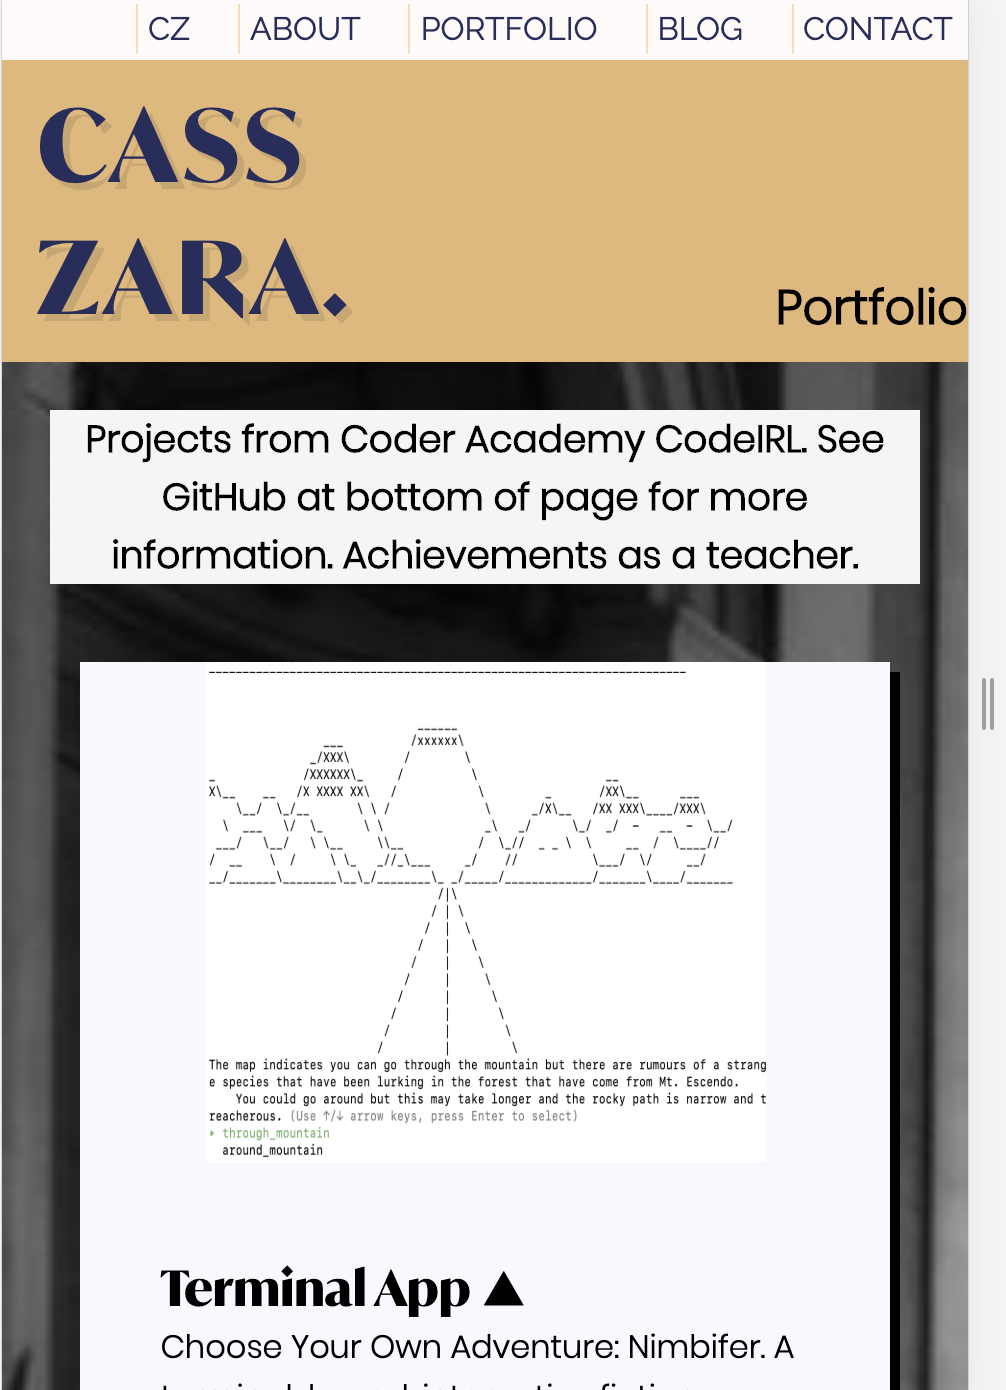 CZ ABOUT PORTFOLIO BLOG CONTACT
CASS
ZARA.
Portfolio
Projects from Coder Academy CodeIRL. See
GitHub at bottom of page for more
information. Achievements as a teacher.
The map indicates you can go through the mountain but there are rumours of a strang
e species that have been lurking in the forest that have come from Mt. Escendo.
You could go around but this may take longer and the rocky path is narrow and t
reacherous. (Use ↑/↓ arrow keys, press Enter to select)
‣ through_mountain
around_mountain
Terminal App ▲
Choose Your Own Adventure: Nimbifer. A